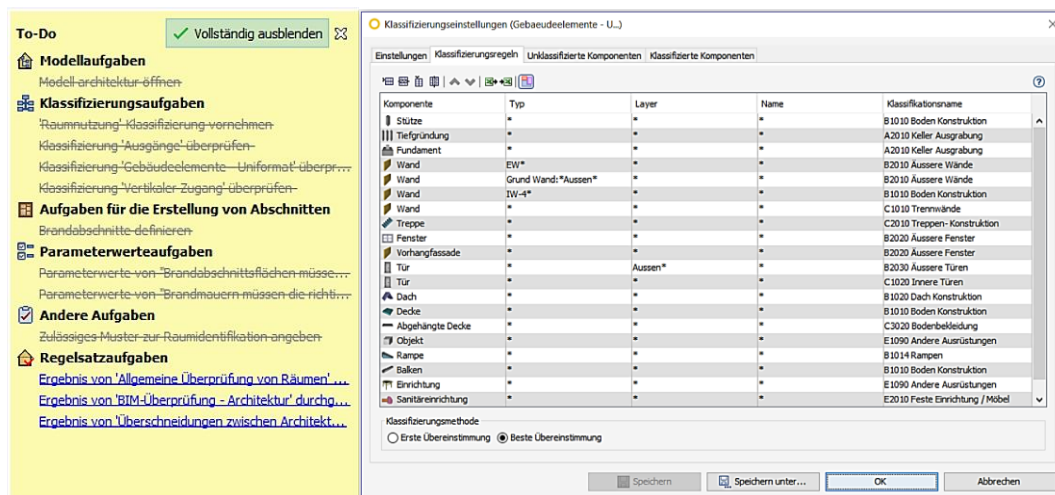 To-Do
Vollständig ausblenden
Modellaufgaben
Modell architektur öffnen
Klassifizierungsaufgaben
'Raumnutzung' Klassifizierung vornehmen
Klassifizierung 'Ausgänge' überprüfen
Klassifizierung 'Gebäudeelemente - Uniformat' überpr...
Klassifizierung 'Vertikaler Zugang' überprüfen
Aufgaben für die Erstellung von Abschnitten
Brandabschnitte definieren
Parameterwerteaufgaben
Parameterwerte von "Brandabschnittsflächen müsse...
Parameterwerte von "Brandmauern müssen die richti...
Andere Aufgaben
Zulässiges Muster zur Raumidentifikation angeben
Regelsatzaufgaben
Ergebnis von 'Allgemeine Überprüfung von Räumen' ...
Ergebnis von 'BIM-Überprüfung - Architektur' durchg...
Ergebnis von 'Überschneidungen zwischen Architekt...
Klassifizierungseinstellungen (Gebaeudeelemente - U...)
Einstellungen Klassifizierungsregeln Unklassifizierte Komponenten Klassifizierte Komponenten
Komponente Typ Layer Name Klassifikationsname
Stütze * * * B1010 Boden Konstruktion
Tiefgründung * * * A2010 Keller Ausgrabung
Fundament * * * A2010 Keller Ausgrabung
Wand EW* * * B2010 Äussere Wände
Wand Grund Wand:*Aussen* * * B2010 Äussere Wände
Wand IW-4* * * B1010 Boden Konstruktion
Wand * * * C1010 Trennwände
Treppe * * * C2010 Treppen- Konstruktion
Fenster * * * B2020 Äussere Fenster
Vorhangfassade * * * B2020 Äussere Fenster
Tür * Aussen* * B2030 Äussere Türen
Tür * * * C1020 Innere Türen
Dach * * * B1020 Dach Konstruktion
Decke * * * B1010 Boden Konstruktion
Abgehängte Decke * * * C3020 Bodenbekleidung
Objekt * * * E1090 Andere Ausrüstungen
Rampe * * * B1014 Rampen
Balken * * * B1010 Boden Konstruktion
Einrichtung * * * E1090 Andere Ausrüstungen
Sanitäreinrichtung * * * E2010 Feste Einrichtung / Möbel
Klassifizierungsmethode
Erste Übereinstimmung Beste Übereinstimmung
Speichern Speichern unter... OK Abbrechen